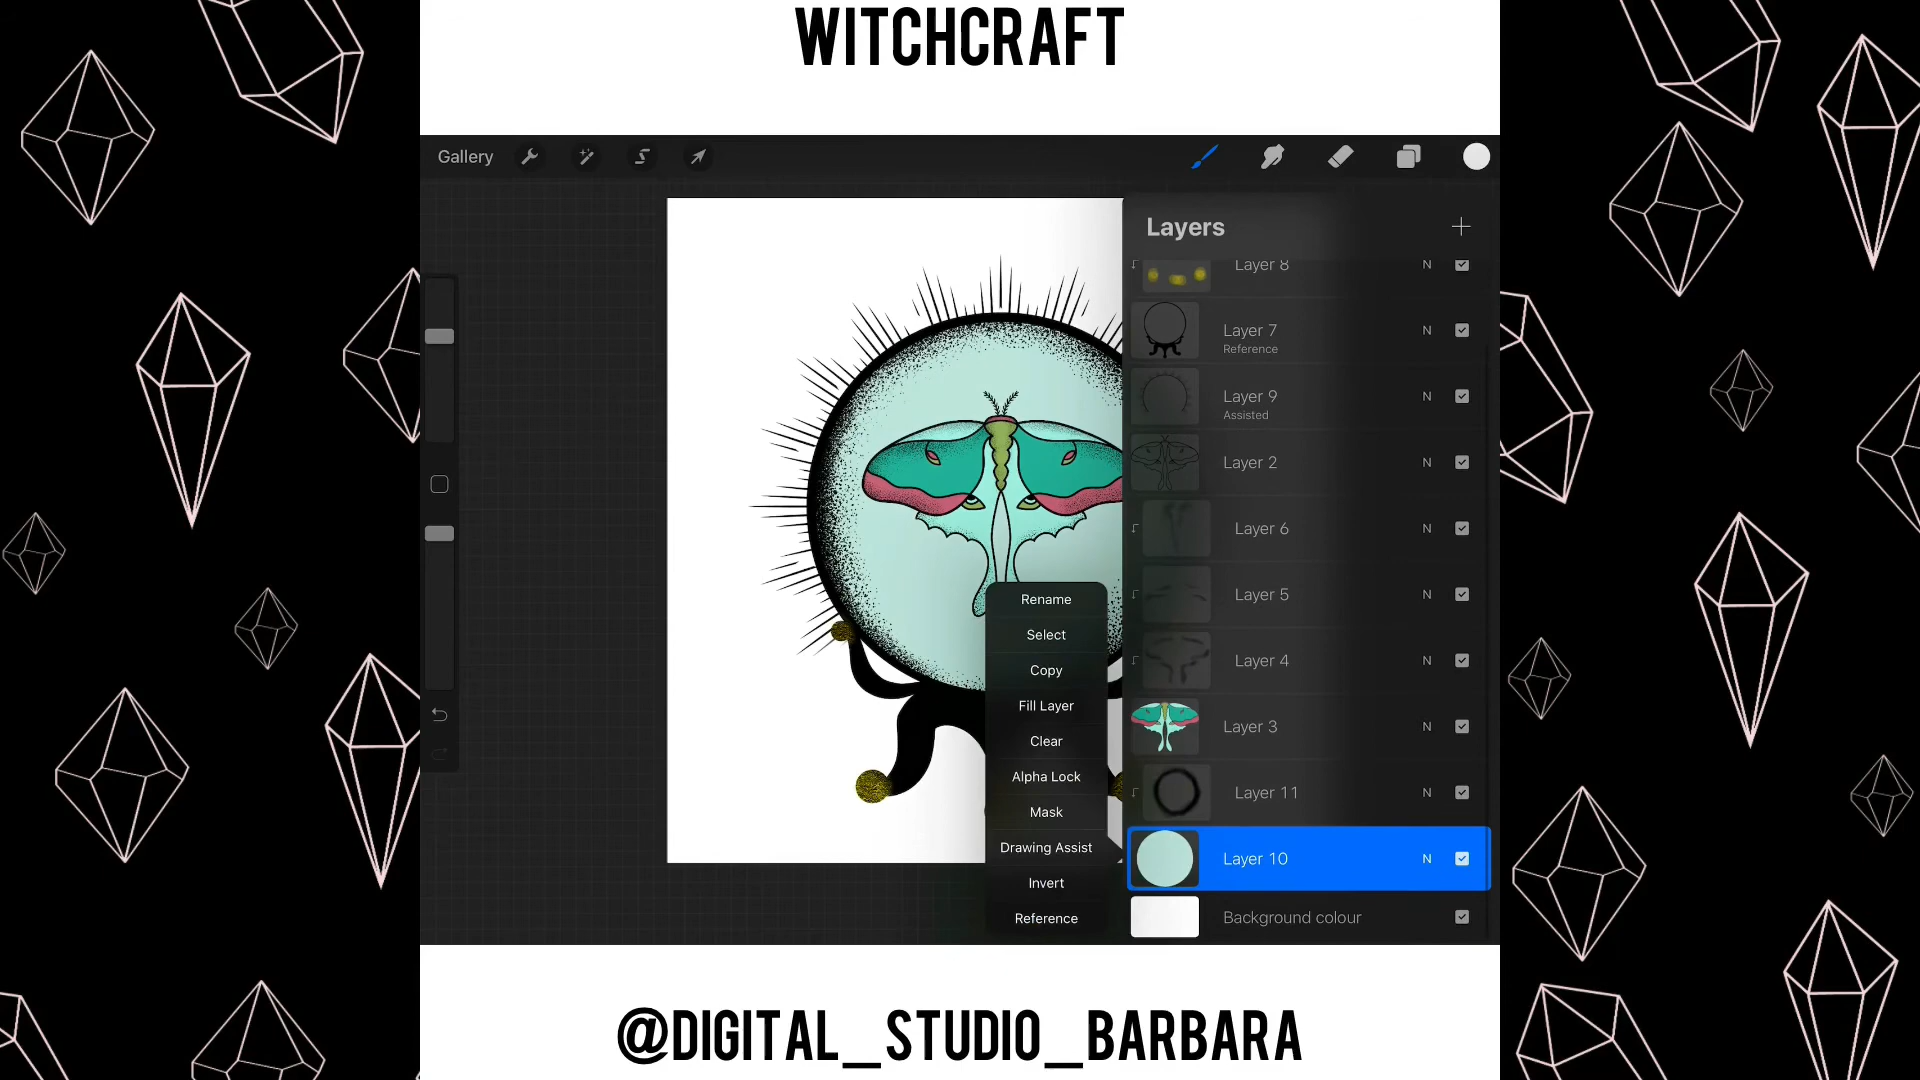 WITCHCRAFT
Gallery
Layers
Layer 8 N
Layer 7 N
Reference
Layer 9 N
Assisted
Layer 2 N
Layer 6 N
Layer 5 N
Layer 4 N
Layer 3 N
Layer 11 N
Layer 10 N
Background colour
Rename
Select
Copy
Fill Layer
Clear
Alpha Lock
Mask
Drawing Assist
Invert
Reference
@DIGITAL_STUDIO_BARBARA